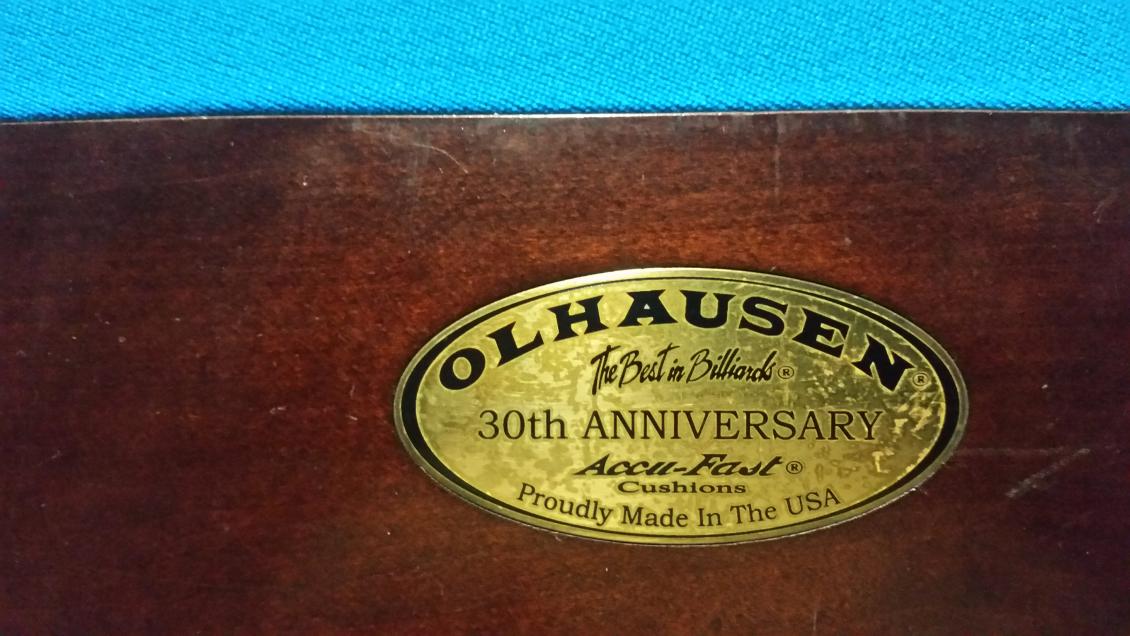 OLHAUSEN®
The Best in Billiards®
30th ANNIVERSARY
Accu-Fast®
Cushions
Proudly Made In The USA